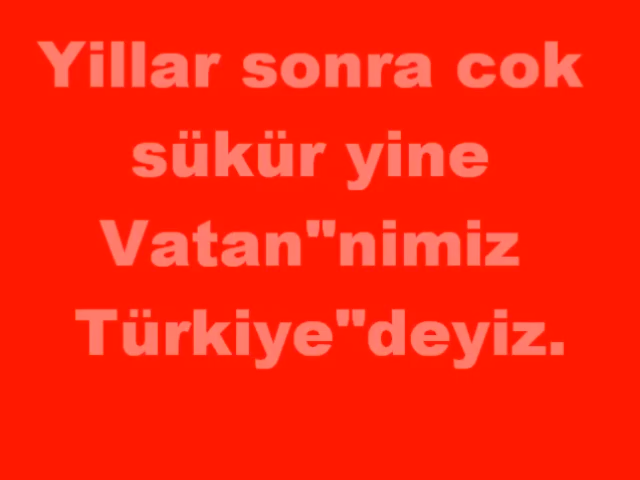 Yillar sonra cok
sükür yine
Vatan"nimiz
Türkiye"deyiz.